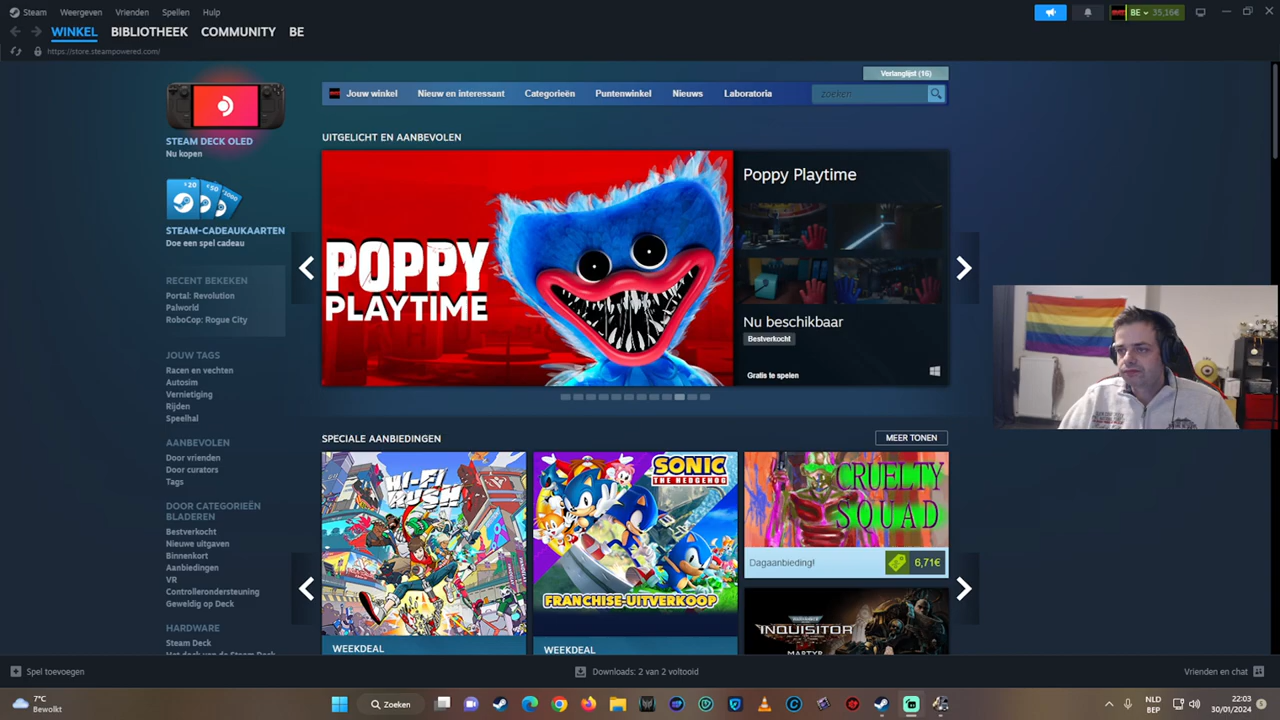 Steam Weergeven Vrienden Spellen Hulp
BE 35,16€
WINKEL BIBLIOTHEEK COMMUNITY BE
https://store.steampowered.com/
Verlanglijst (16)
Jouw winkel Nieuw en interessant Categorieën Puntenwinkel Nieuws Laboratoria zoeken
STEAM DECK OLED
Nu kopen
$20 €50
STEAM-CADEAUKAARTEN
Doe een spel cadeau
RECENT BEKEKEN
Portal: Revolution
Palworld
RoboCop: Rogue City
JOUW TAGS
Racen en vechten
Autosim
Vernietiging
Rijden
Speelhal
AANBEVOLEN
Door vrienden
Door curators
Tags
DOOR CATEGORIEËN
BLADEREN
Bestverkocht
Nieuwe uitgaven
Binnenkort
Aanbiedingen
VR
Controllerondersteuning
Geweldig op Deck
HARDWARE
Steam Deck
UITGELICHT EN AANBEVOLEN
POPPY
PLAYTIME
Poppy Playtime
Nu beschikbaar
Bestverkocht
Gratis te spelen
SPECIALE AANBIEDINGEN
MEER TONEN
HI-FI
RUSH
WEEKDEAL
SONIC
THE HEDGEHOG
FRANCHISE-UITVERKOOP
WEEKDEAL
CRUELTY
SQUAD
Dagaanbieding! 6,71€
INQUISITOR
MARTYR
Spel toevoegen
Downloads: 2 van 2 voltooid
Vrienden en chat
7°C
Bewolkt
Zoeken
NLD
BEP
22:03
30/01/2024